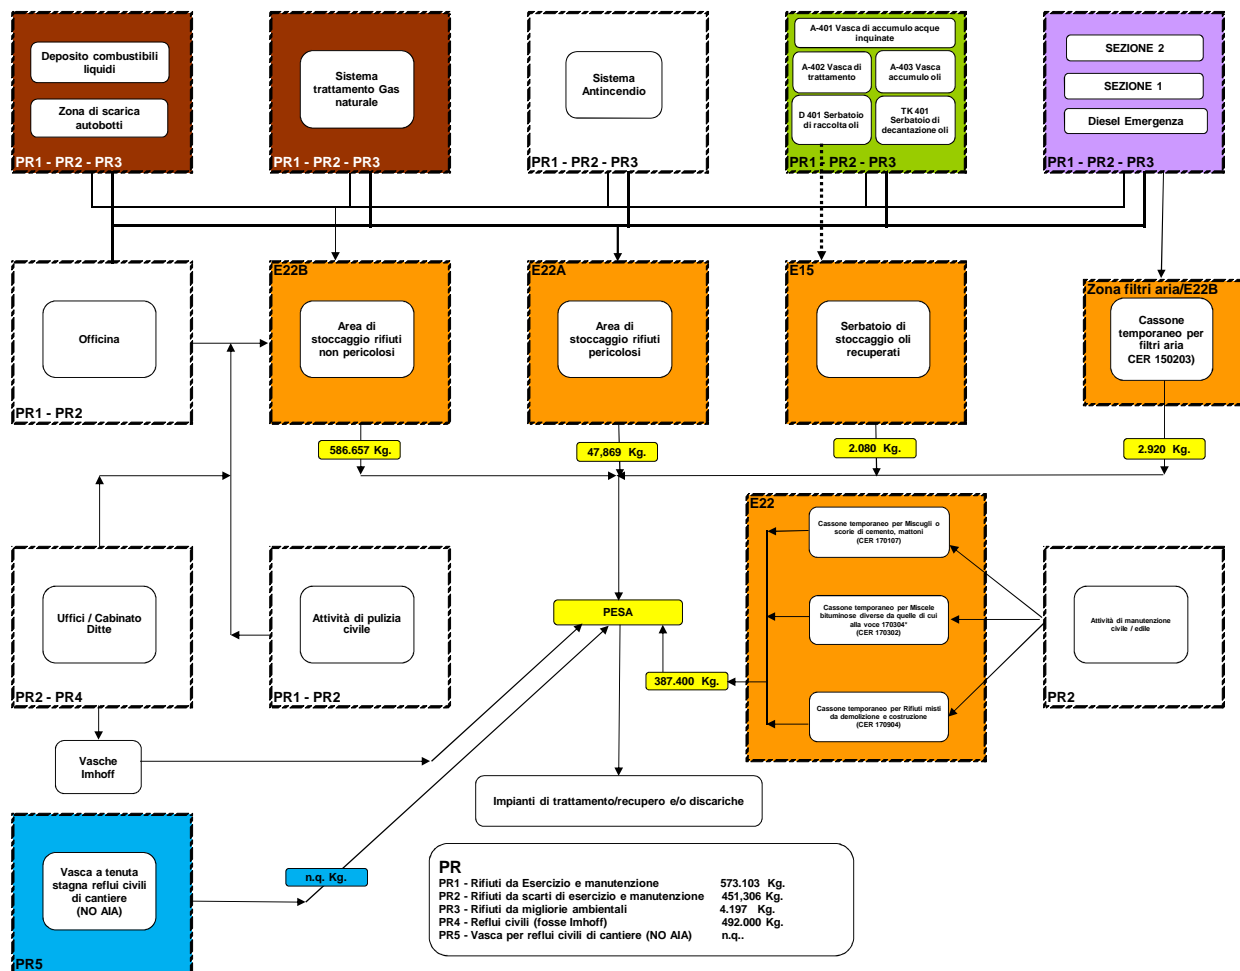 Deposito combustibili
liquidi
Zona di scarica
autobotti
PR1 - PR2 - PR3
Sistema
trattamento Gas
naturale
PR1 - PR2 - PR3
Sistema
Antincendio
PR1 - PR2 - PR3
A-401 Vasca di accumulo acque
inquinate
A-402 Vasca di
trattamento
A-403 Vasca
accumulo oli
D 401 Serbatoio
di raccolta oli
TK 401
Serbatoio di
decantazione oli
PR1 - PR2 - PR3
SEZIONE 2
SEZIONE 1
Diesel Emergenza
PR1 - PR2 - PR3
Officina
PR1 - PR2
E22B
Area di
stoccaggio rifiuti
non pericolosi
E22A
Area di
stoccaggio rifiuti
pericolosi
E15
Serbatoio di
stoccaggio oli
recuperati
Zona filtri aria/E22B
Cassone
temporaneo per
filtri aria
CER 150203)
586.657 Kg.
47,869 Kg.
2.080 Kg.
2.920 Kg.
Uffici / Cabinato
Ditte
PR2 - PR4
Attività di pulizia
civile
PR1 - PR2
PESA
E22
Cassone temporaneo per Miscugli o
scorie di cemento, mattoni
(CER 170107)
Cassone temporaneo per Miscele
bituminose diverse da quelle di cui
alla voce 170304*
(CER 170302)
Cassone temporaneo per Rifiuti misti
da demolizione e costruzione
(CER 170904)
387.400 Kg.
Attività di manutenzione
civile / edile
PR2
Vasche
Imhoff
Impianti di trattamento/recupero e/o discariche
Vasca a tenuta
stagna reflui civili
di cantiere
(NO AIA)
PR5
n.q. Kg.
PR
PR1 - Rifiuti da Esercizio e manutenzione 573.103 Kg.
PR2 - Rifiuti da scarti di esercizio e manutenzione 451,306 Kg.
PR3 - Rifiuti da migliorie ambientali 4.197 Kg.
PR4 - Reflui civili (fosse Imhoff) 492.000 Kg.
PR5 - Vasca per reflui civili di cantiere (NO AIA) n.q..